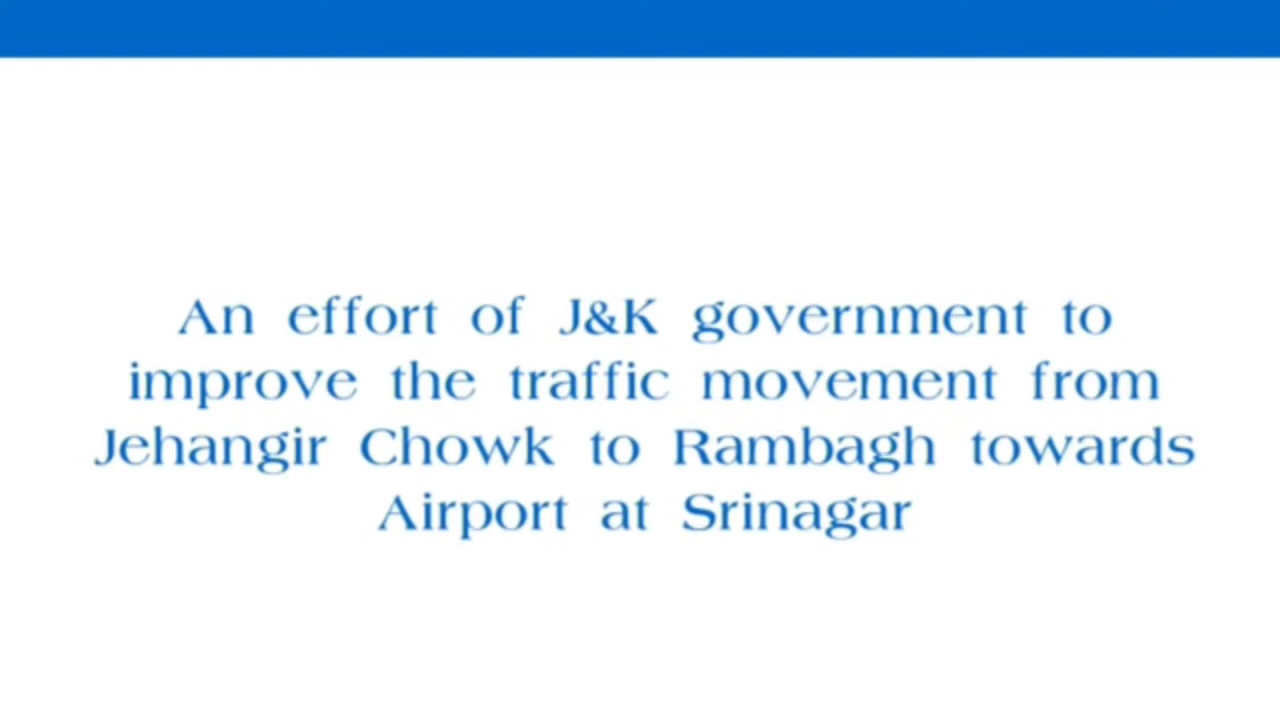 An effort of J&K government to
improve the traffic movement from
Jehangir Chowk to Rambagh towards
Airport at Srinagar